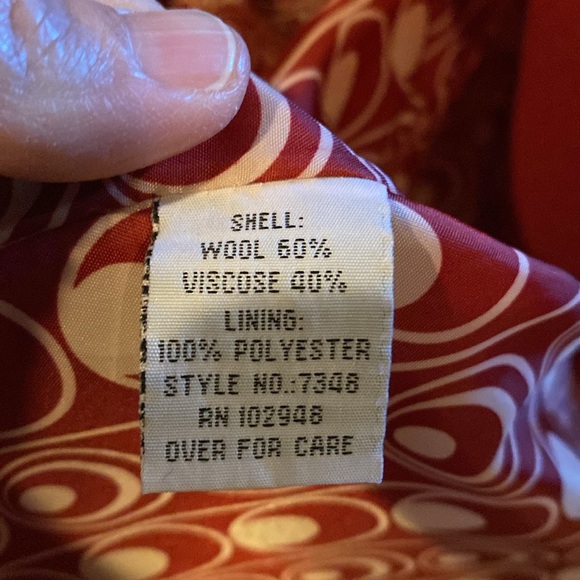 SHELL:
WOOL 60%
VISCOSE 40%
LINING:
100% POLYESTER
STYLE NO.:7348
RN 102948
OVER FOR CARE